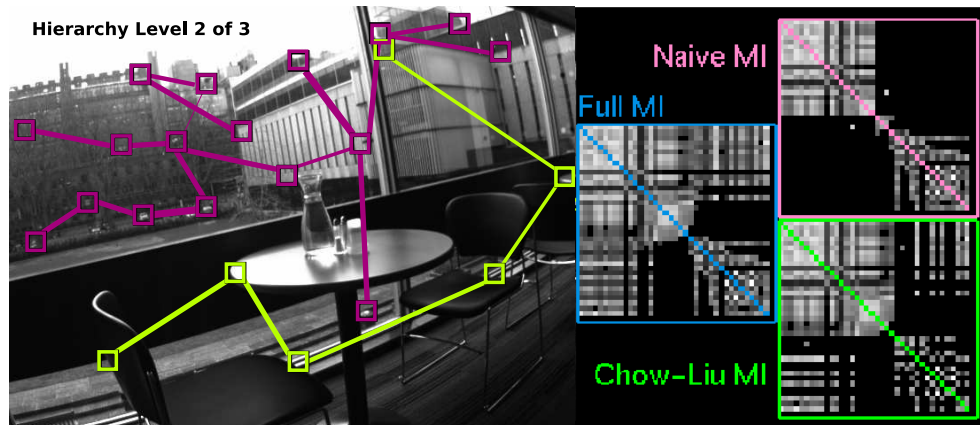 Hierarchy Level 2 of 3
Naive MI
Full MI
Chow-Liu MI